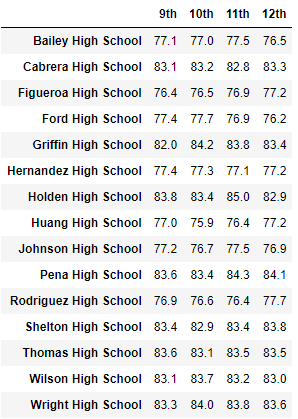 9th 10th 11th 12th
Bailey High School 77.1 77.0 77.5 76.5
Cabrera High School 83.1 83.2 82.8 83.3
Figueroa High School 76.4 76.5 76.9 77.2
Ford High School 77.4 77.7 76.9 76.2
Griffin High School 82.0 84.2 83.8 83.4
Hernandez High School 77.4 77.3 77.1 77.2
Holden High School 83.8 83.4 85.0 82.9
Huang High School 77.0 75.9 76.4 77.2
Johnson High School 77.2 76.7 77.5 76.9
Pena High School 83.6 83.4 84.3 84.1
Rodriguez High School 76.9 76.6 76.4 77.7
Shelton High School 83.4 82.9 83.4 83.8
Thomas High School 83.6 83.1 83.5 83.5
Wilson High School 83.1 83.7 83.2 83.0
Wright High School 83.3 84.0 83.8 83.6